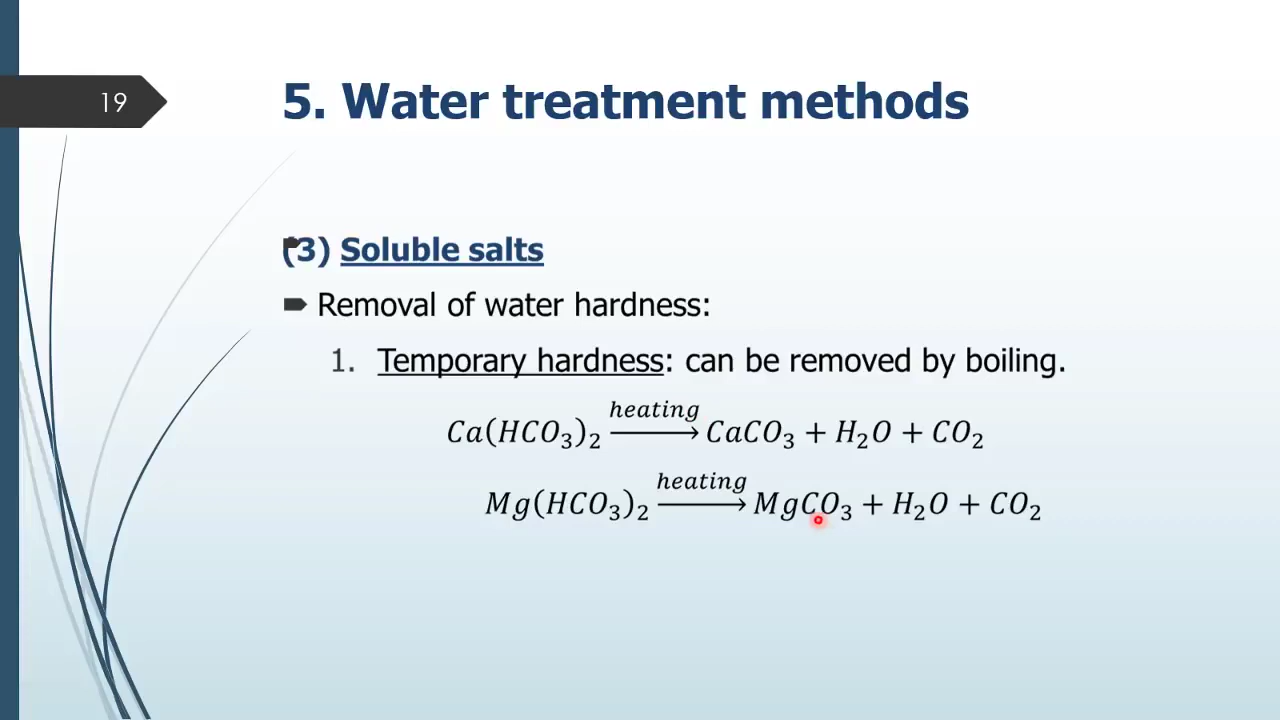 19
5. Water treatment methods
(3) Soluble salts
Removal of water hardness:
1. Temporary hardness: can be removed by boiling.
Ca(HCO₃)₂ —heating→ CaCO₃ + H₂O + CO₂
Mg(HCO₃)₂ —heating→ MgCO₃ + H₂O + CO₂